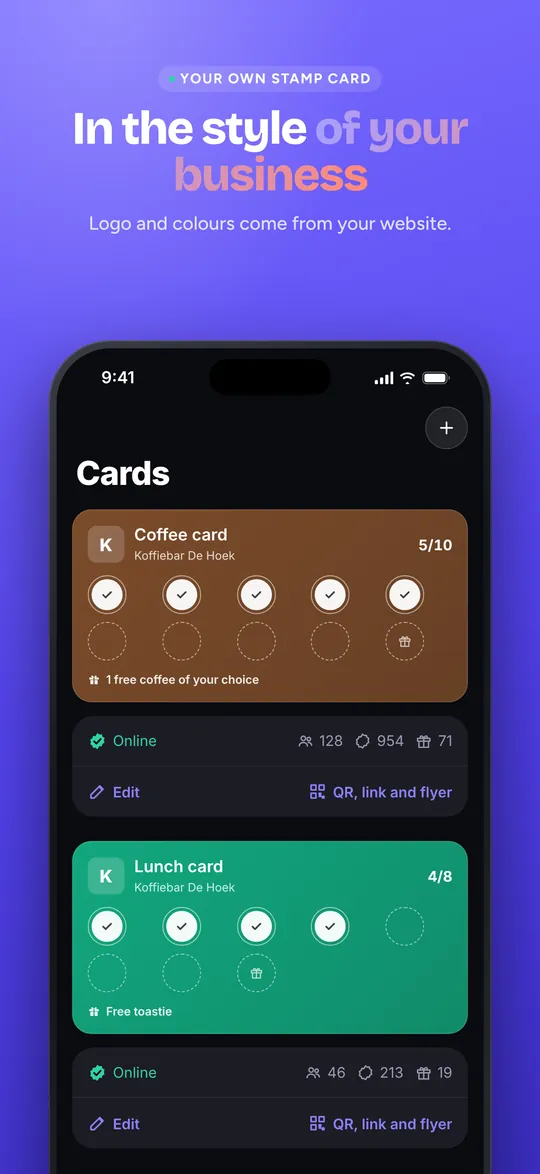 YOUR OWN STAMP CARD
In the style of your
business
Logo and colours come from your website.
9:41
Cards
K
Coffee card
Koffiebar De Hoek
5/10
1 free coffee of your choice
Online
128
954
71
Edit
QR, link and flyer
K
Lunch card
Koffiebar De Hoek
4/8
Free toastie
Online
46
213
19
Edit
QR, link and flyer